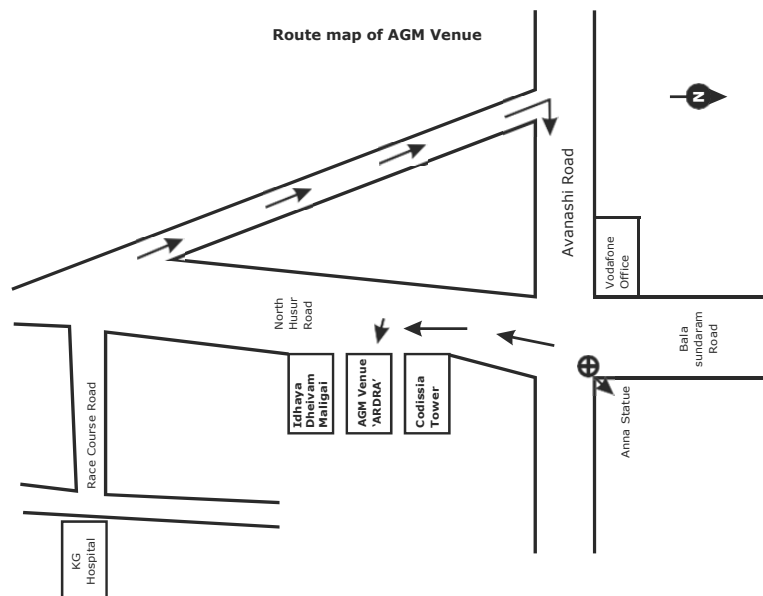 Route map of AGM Venue
N
Avanashi Road
Vodafone
Office
North
Husur
Road
Bala
sundaram
Road
Idhaya
Dheivam
Maligai
AGM Venue
'ARDRA’
Codissia
Tower
Anna Statue
Race Course Road
KG
Hospital